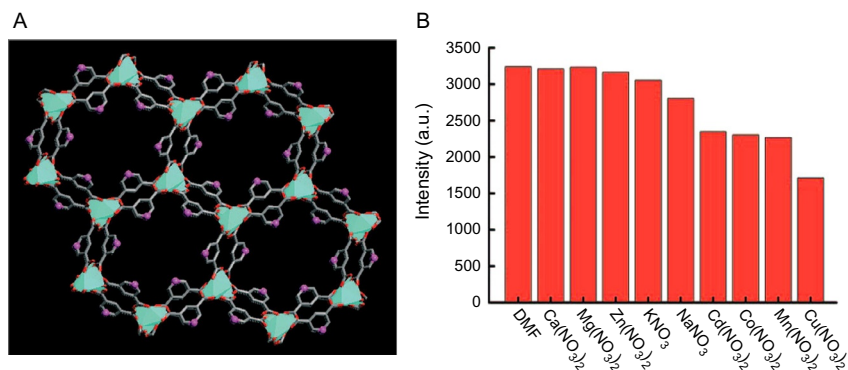 A
B
3500
3000
2500
2000
1500
1000
500
0
Intensity (a.u.)
DMF
Ca(NO3)2
Mg(NO3)2
Zn(NO3)2
KNO3
NaNO3
Cd(NO3)2
Co(NO3)2
Mn(NO3)2
Cu(NO3)2